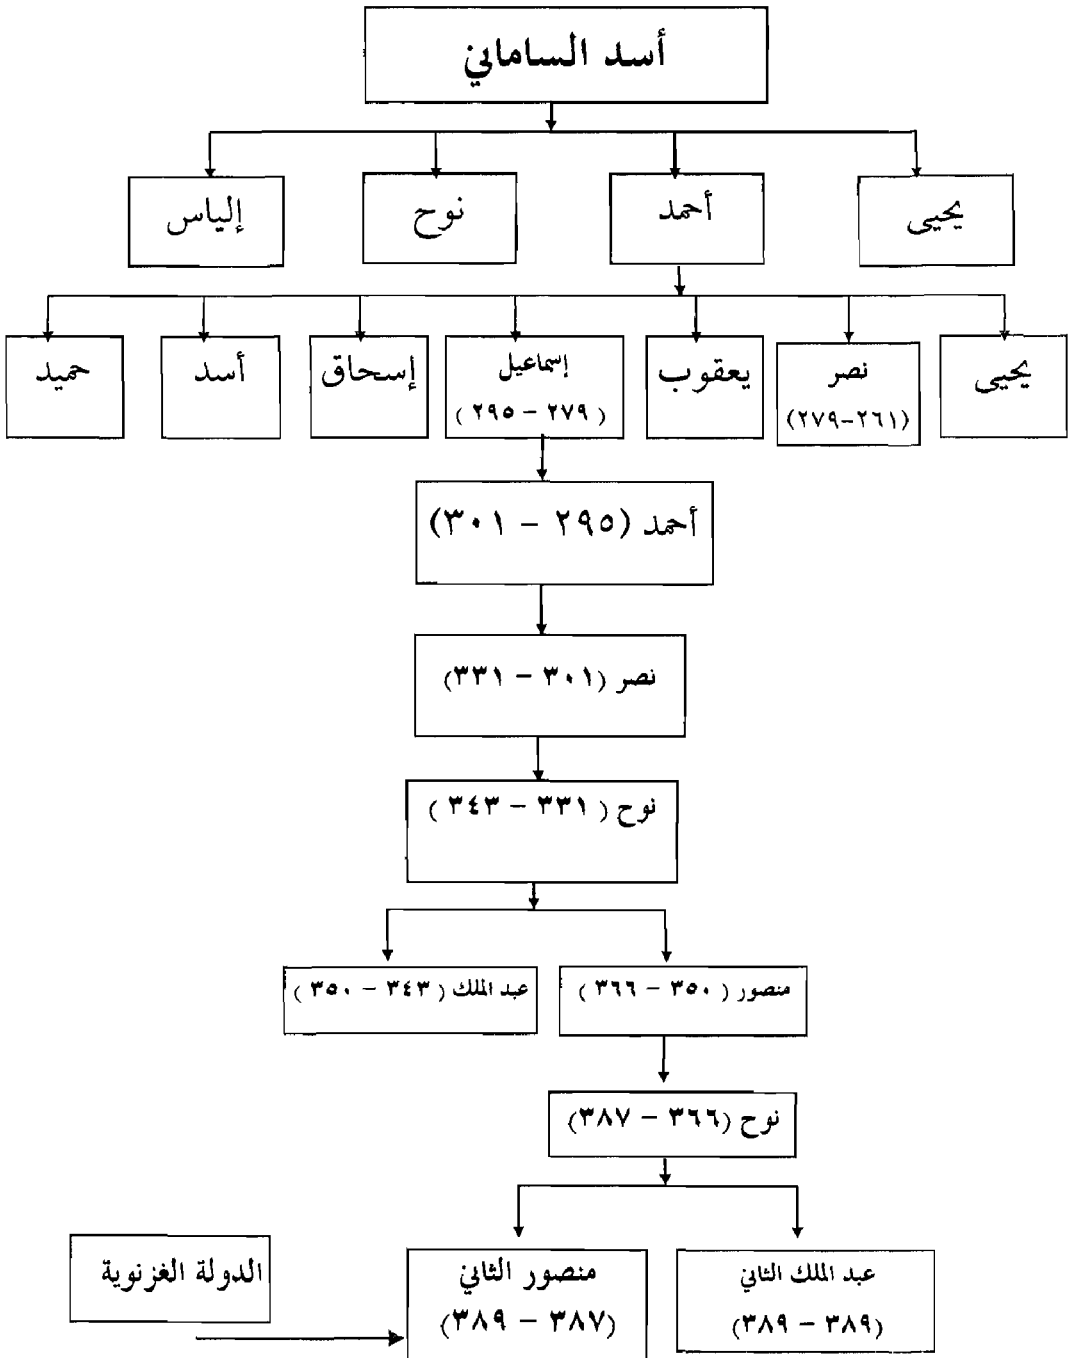 أسد الساماني
يحيى
أحمد
نوح
إلياس
يحيى
نصر
(٢٦١-٢٧٩)
يعقوب
إسماعيل
(٢٧٩ - ٢٩٥)
إسحاق
أسد
حميد
أحمد (٢٩٥ - ٣٠١)
نصر (٣٠١ - ٣٣١)
نوح (٣٣١ - ٣٤٣)
منصور (٣٥٠ - ٣٦٦)
عبد الملك (٣٤٣ - ٣٥٠)
نوح (٣٦٦ - ٣٨٧)
عبد الملك الثاني
(٣٨٩ - ٣٨٩)
منصور الثاني
(٣٨٧ - ٣٨٩)
الدولة الغزنوية